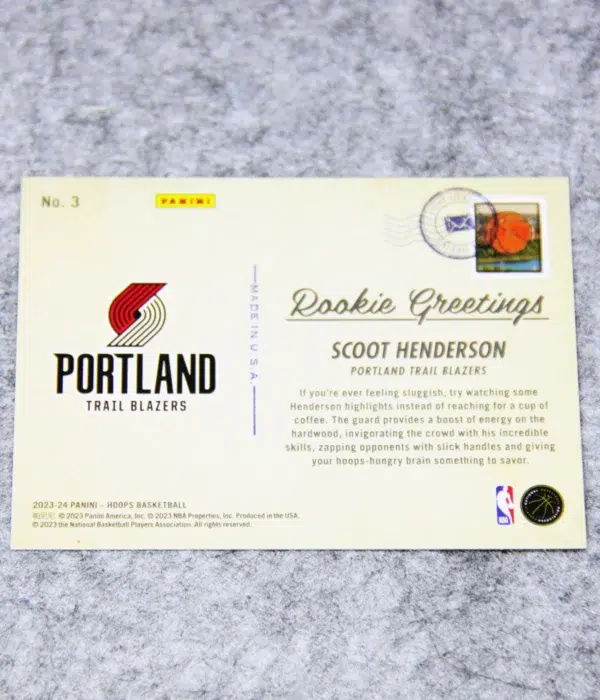 No. 3
PANINI
Rookie Greetings
MADE IN U.S.A.
PORTLAND
TRAIL BLAZERS
SCOOT HENDERSON
PORTLAND TRAIL BLAZERS
If you're ever feeling sluggish, try watching some
Henderson highlights instead of reaching for a cup of
coffee. The guard provides a boost of energy on the
hardwood, invigorating the crowd with his incredible
skills, zapping opponents with slick handles and giving
your hoops-hungry brain something to savor.
2023-24 PANINI – HOOPS BASKETBALL
帕尼尼. © 2023 Panini America, Inc. © 2023 NBA Properties, Inc. Produced in the USA.
© 2023 the National Basketball Players Association. All rights reserved.